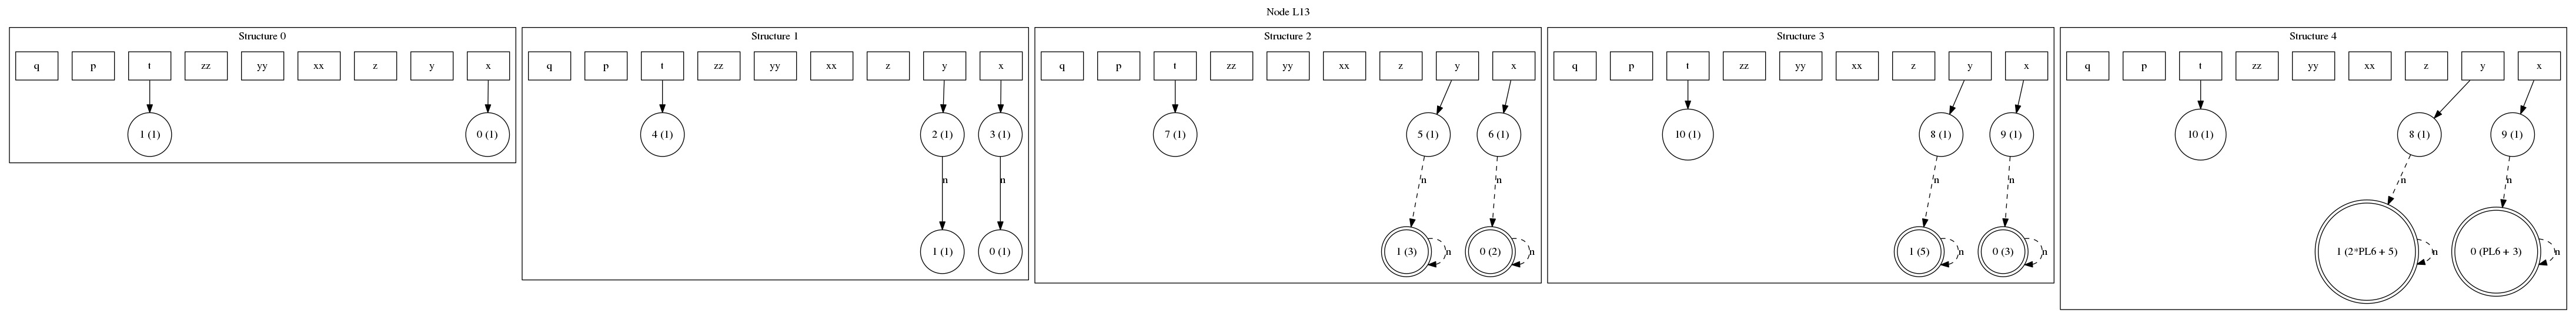 Node L13
Structure 0
q p t zz yy xx z y x
1 (1) 0 (1)
Structure 1
q p t zz yy xx z y x
4 (1) 2 (1) 3 (1)
n n
1 (1) 0 (1)
Structure 2
q p t zz yy xx z y x
7 (1) 5 (1) 6 (1)
n n
1 (3) n 0 (2) n
Structure 3
q p t zz yy xx z y x
10 (1) 8 (1) 9 (1)
n n
1 (5) n 0 (3) n
Structure 4
q p t zz yy xx z y x
10 (1) 8 (1) 9 (1)
n n
1 (2*PL6 + 5) n 0 (PL6 + 3) n